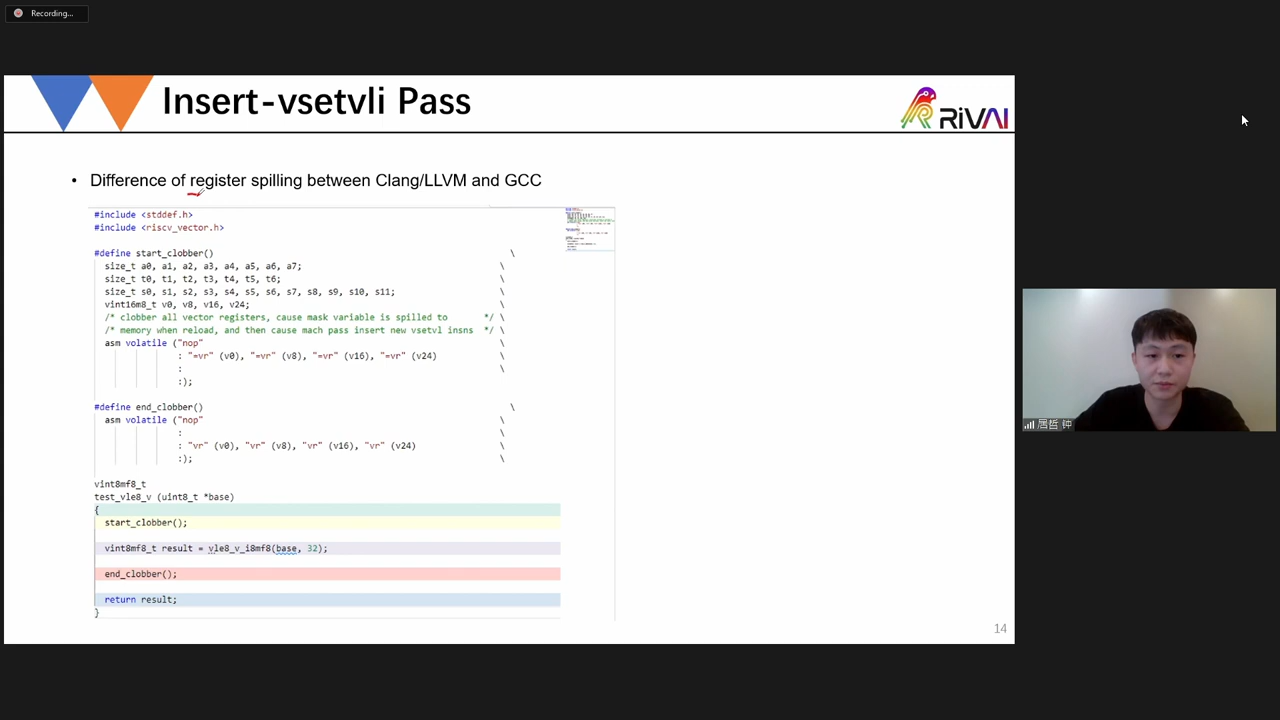 Recording...
Insert-vsetvli Pass
RiVAI
• Difference of register spilling between Clang/LLVM and GCC
#include <stddef.h>
#include <riscv_vector.h>
#define start_clobber() \
size_t a0, a1, a2, a3, a4, a5, a6, a7; \
size_t t0, t1, t2, t3, t4, t5, t6; \
size_t s0, s1, s2, s3, s4, s5, s6, s7, s8, s9, s10, s11; \
vint16m8_t v0, v8, v16, v24; \
/* clobber all vector registers, cause mask variable is spilled to */ \
/* memory when reload, and then cause mach pass insert new vsetvl insns */ \
asm volatile ("nop" \
: "=vr" (v0), "=vr" (v8), "=vr" (v16), "=vr" (v24) \
: \
:);
#define end_clobber() \
asm volatile ("nop" \
: \
: "vr" (v0), "vr" (v8), "vr" (v16), "vr" (v24) \
:); \
vint8mf8_t
test_vle8_v (uint8_t *base)
{
start_clobber();
vint8mf8_t result = vle8_v_i8mf8(base, 32);
end_clobber();
return result;
}
14
居哲 钟